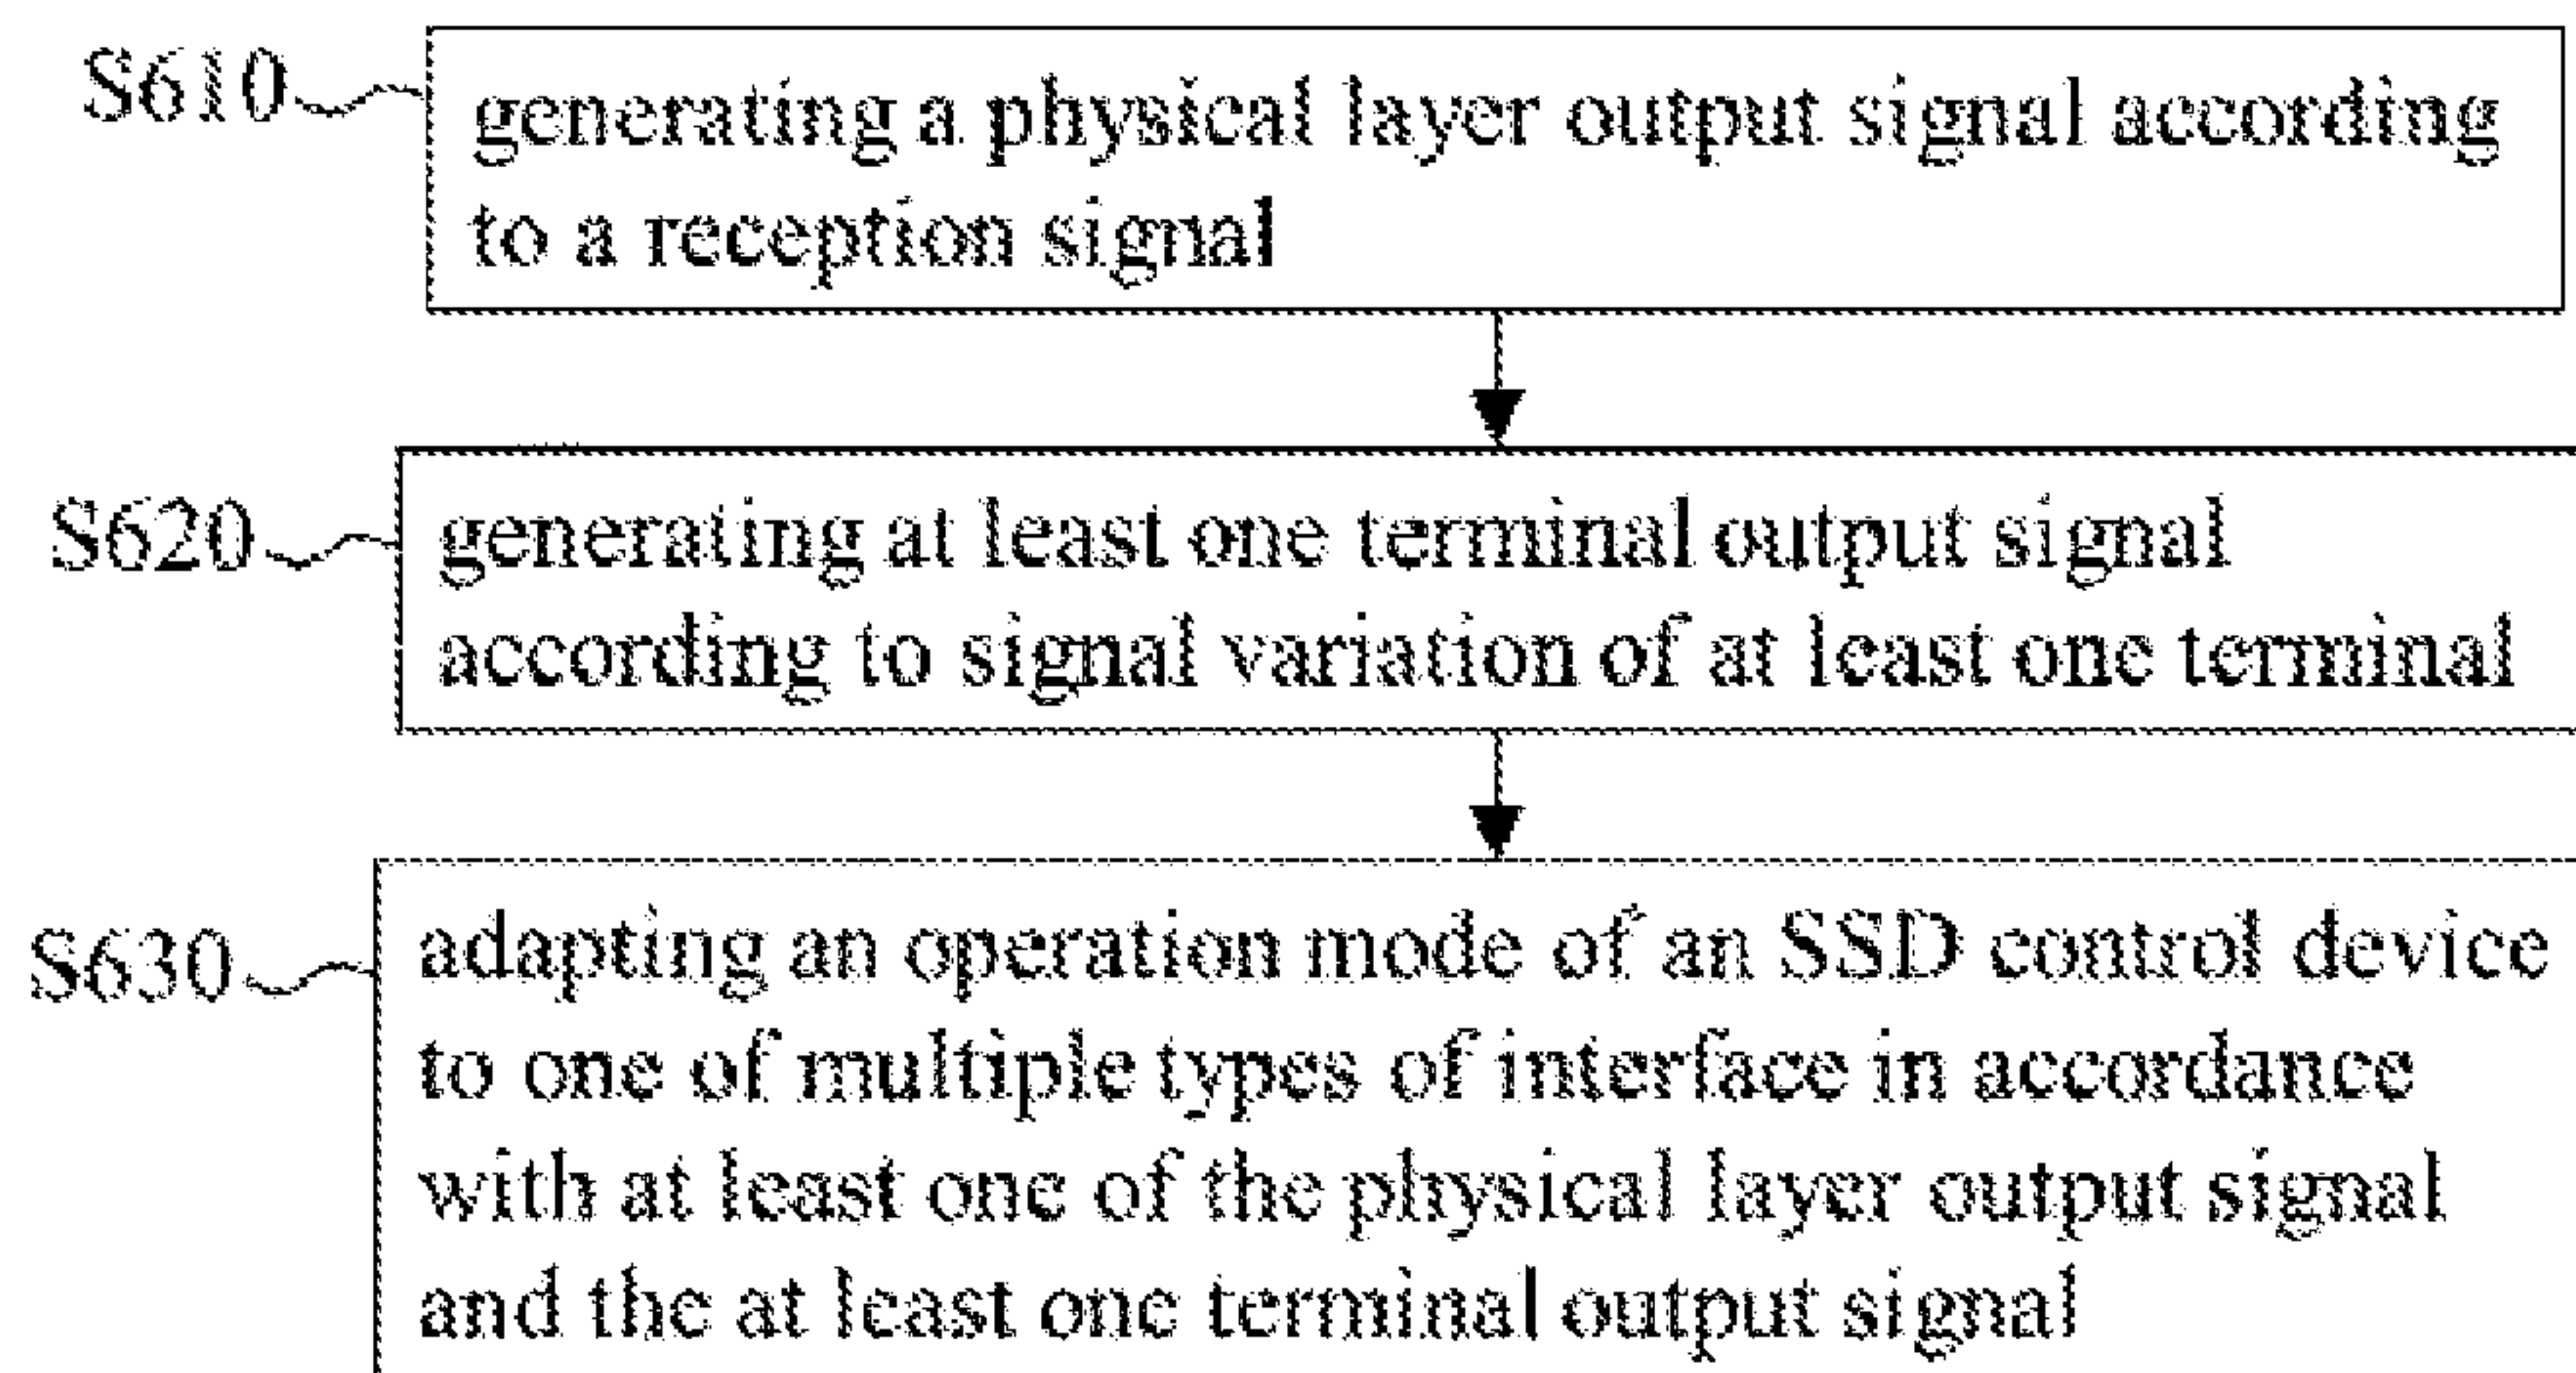 S610
generating a physical layer output signal according
to a reception signal
S620
generating at least one terminal output signal
according to signal variation of at least one terminal
S630
adapting an operation mode of an SSD control device
to one of multiple types of interface in accordance
with at least one of the physical layer output signal
and the at least one terminal output signal